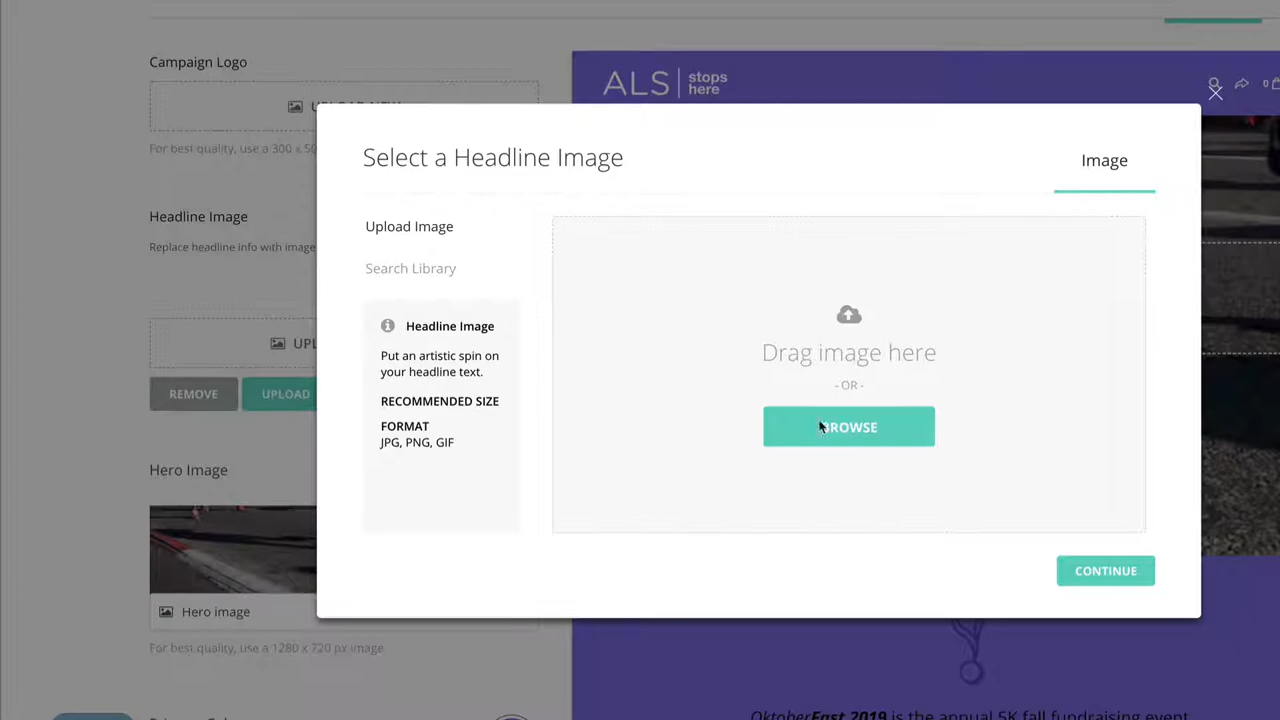 Campaign Logo
For best quality, use a 300 x 50
Headline Image
Replace headline info with image
UPL
REMOVE
UPLOAD
Hero Image
Hero image
For best quality, use a 1280 x 720 px image
ALS stops here
0
Select a Headline Image
Image
Upload Image
Search Library
Headline Image
Put an artistic spin on
your headline text.
RECOMMENDED SIZE
FORMAT
JPG, PNG, GIF
Drag image here
- OR -
BROWSE
CONTINUE
OktoberFast 2019 is the annual 5K fall fundraising event